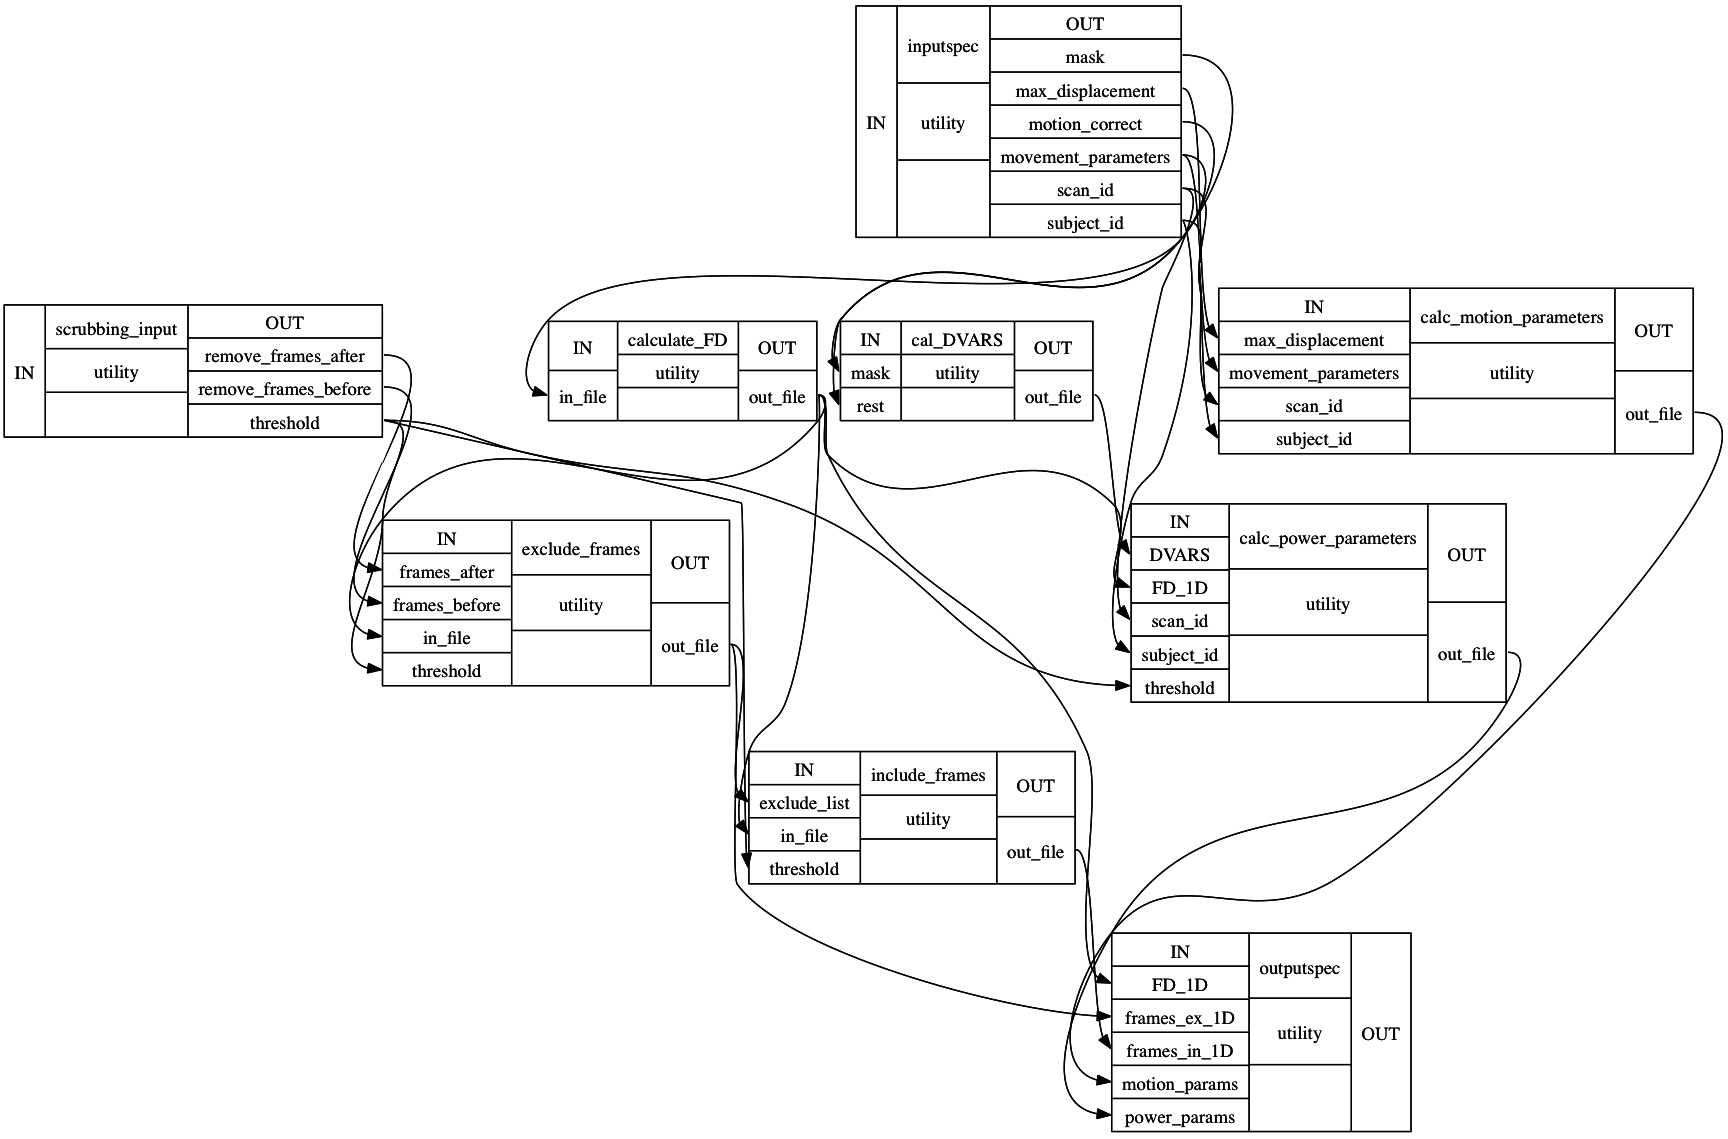 IN
inputspec
utility
OUT
mask
max_displacement
motion_correct
movement_parameters
scan_id
subject_id
IN
scrubbing_input
utility
OUT
remove_frames_after
remove_frames_before
threshold
IN
in_file
calculate_FD
utility
OUT
out_file
IN
mask
rest
cal_DVARS
utility
OUT
out_file
IN
max_displacement
movement_parameters
scan_id
subject_id
calc_motion_parameters
utility
OUT
out_file
IN
frames_after
frames_before
in_file
threshold
exclude_frames
utility
OUT
out_file
IN
DVARS
FD_1D
scan_id
subject_id
threshold
calc_power_parameters
utility
OUT
out_file
IN
exclude_list
in_file
threshold
include_frames
utility
OUT
out_file
IN
FD_1D
frames_ex_1D
frames_in_1D
motion_params
power_params
outputspec
utility
OUT